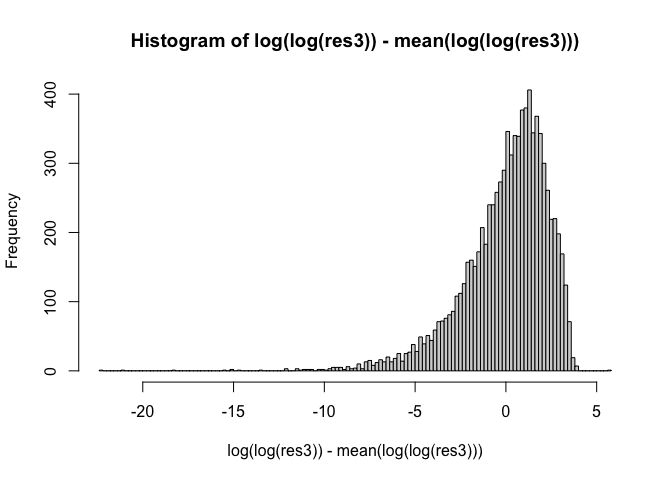 Histogram of log(log(res3)) - mean(log(log(res3)))
Frequency
400
300
200
100
0
-20 -15 -10 -5 0 5
log(log(res3)) - mean(log(log(res3)))